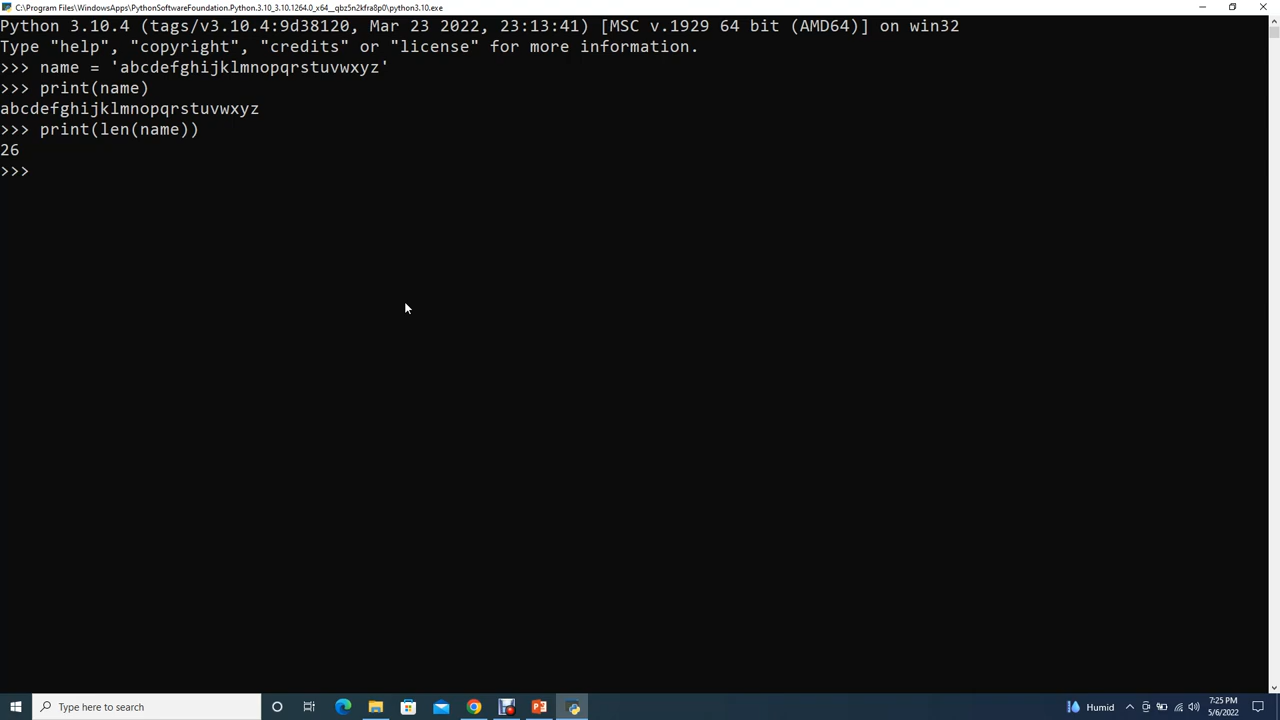 C:\Program Files\WindowsApps\PythonSoftwareFoundation.Python.3.10_3.10.1264.0_x64__qbz5n2kfra8p0\python3.10.exe
Python 3.10.4 (tags/v3.10.4:9d38120, Mar 23 2022, 23:13:41) [MSC v.1929 64 bit (AMD64)] on win32
Type "help", "copyright", "credits" or "license" for more information.
>>> name = 'abcdefghijklmnopqrstuvwxyz'
>>> print(name)
abcdefghijklmnopqrstuvwxyz
>>> print(len(name))
26
>>>
Type here to search
Humid
7:25 PM
5/6/2022